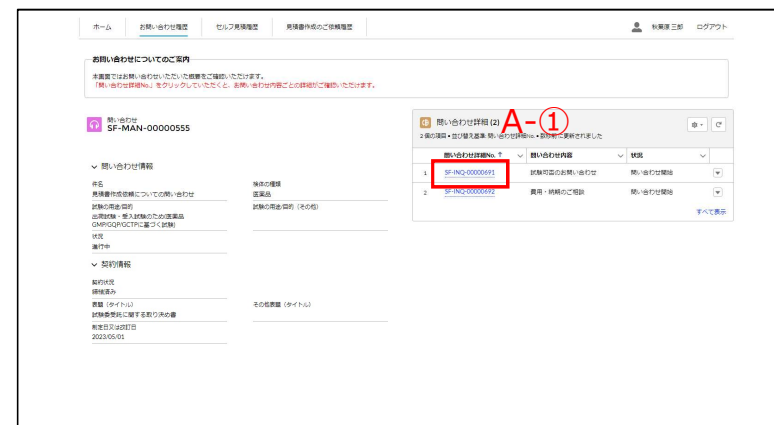 ホーム お問い合わせ履歴 セルフ見積履歴 見積書作成のご依頼履歴 秋葉原三郎 ログアウト
お問い合わせについてのご案内
本画面ではお問い合わせいただいた概要をご確認いただけます。
「問い合わせ詳細No.」をクリックしていただくと、お問い合わせ内容ごとの詳細がご確認いただけます。
問い合わせ
SF-MAN-00000555
問い合わせ情報
件名 検体の種類
見積書作成依頼についての問い合わせ 医薬品
試験の用途/目的 試験の用途/目的（その他）
出荷試験・受入試験のため(医薬品
GMP/GQP/GCTPに基づく試験)
状況
進行中
契約情報
契約状況
締結済み
表題（タイトル） その他表題（タイトル）
試験委受託に関する取り決め書
制定日又は改訂日
2023/05/01
問い合わせ詳細 (2)
A-①
2 個の項目 • 並び替え基準: 問い合わせ詳細No. • 数秒前 に更新されました
問い合わせ詳細No. ↑ 問い合わせ内容 状況
1 SF-INQ-00000691 試験可否のお問い合わせ 問い合わせ開始
2 SF-INQ-00000692 費用・納期のご相談 問い合わせ開始
すべて表示